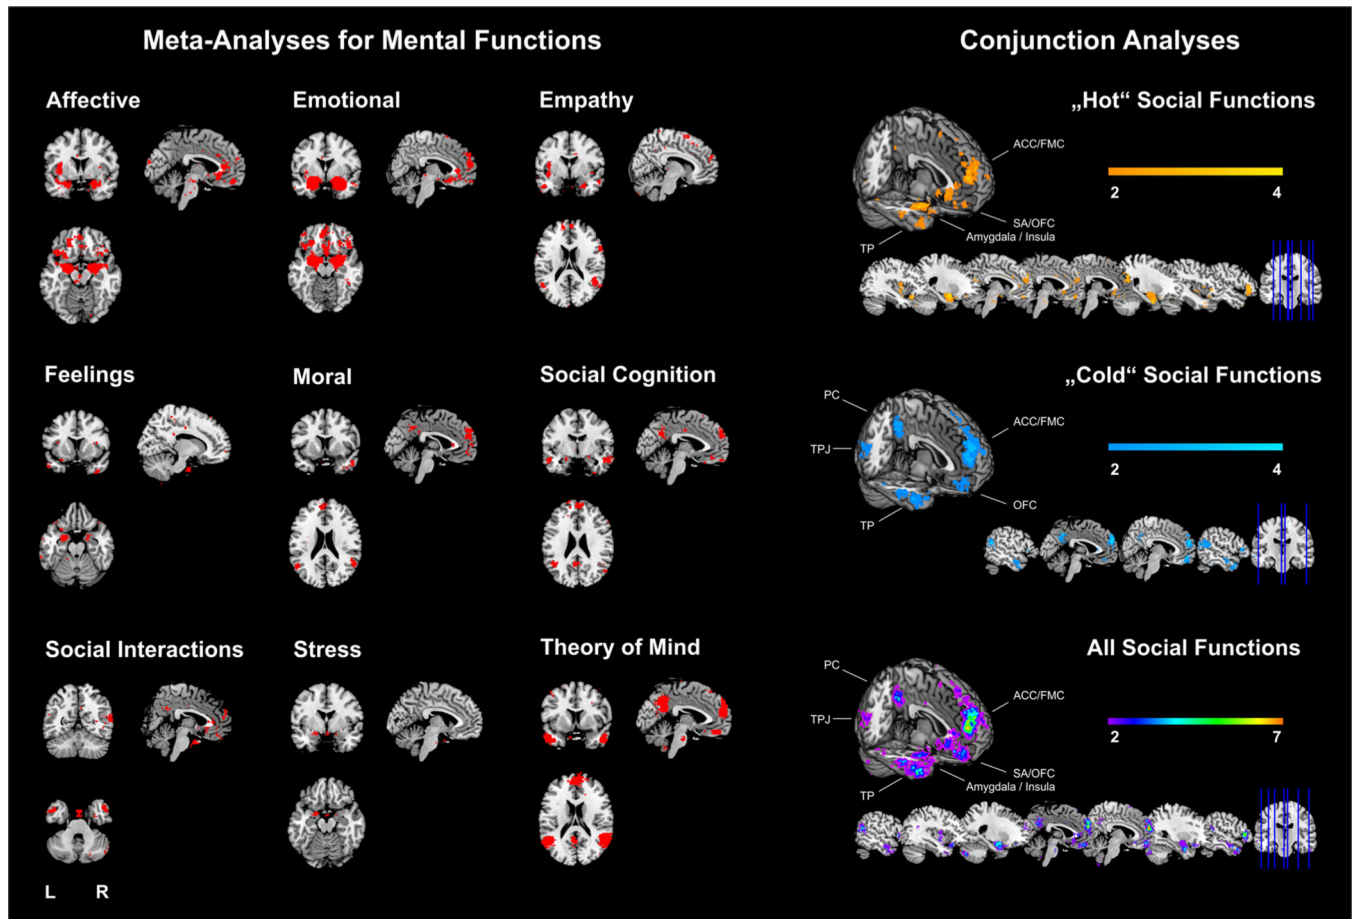 Meta-Analyses for Mental Functions
Conjunction Analyses
Affective
Emotional
Empathy
„Hot“ Social Functions
ACC/FMC
2
4
SA/OFC
Amygdala / Insula
TP
Feelings
Moral
Social Cognition
„Cold“ Social Functions
PC
ACC/FMC
TPJ
2
4
OFC
TP
Social Interactions
Stress
Theory of Mind
All Social Functions
PC
ACC/FMC
TPJ
2
7
SA/OFC
Amygdala / Insula
TP
L
R